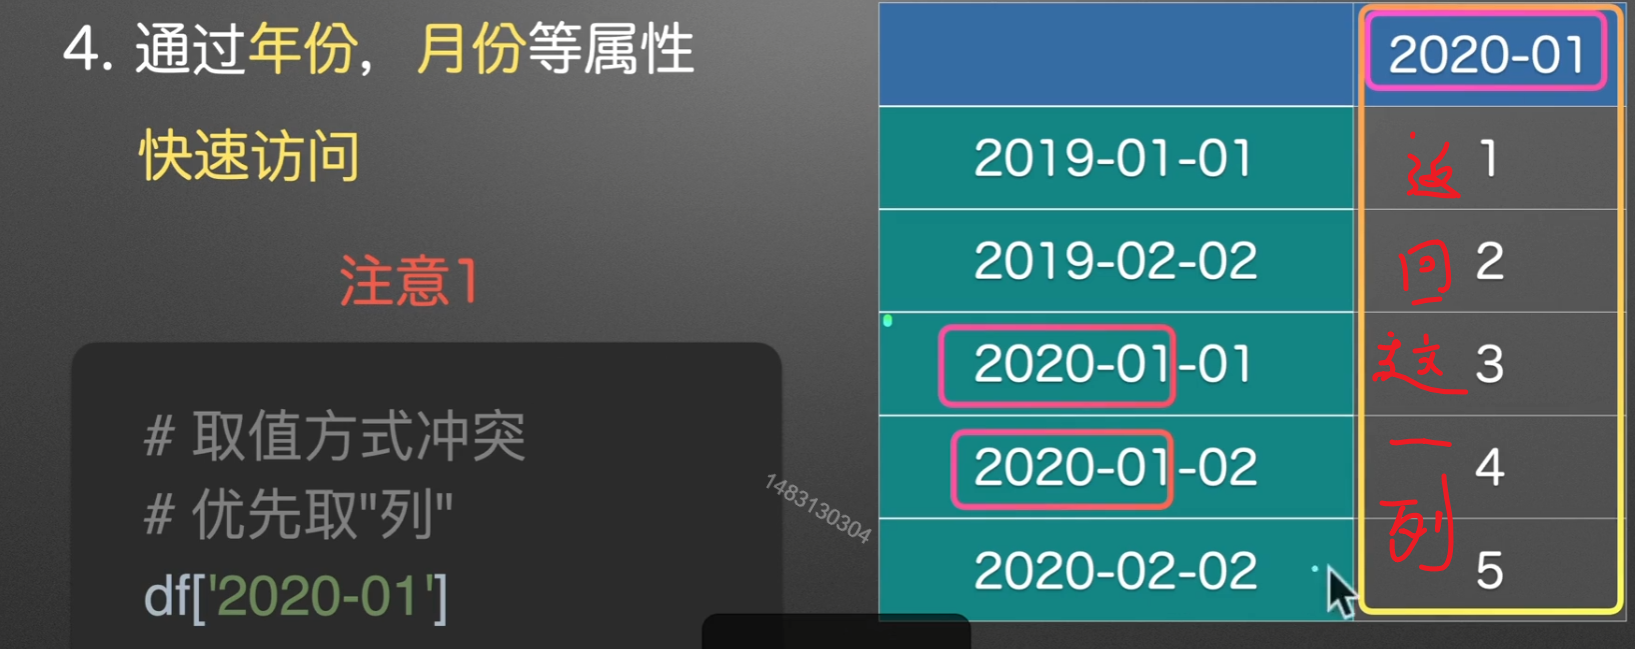 4. 通过年份，月份等属性
快速访问
注意1
# 取值方式冲突
# 优先取"列"
df['2020-01']
1483130304
2020-01
2019-01-01 1
2019-02-02 2
2020-01-01 3
2020-01-02 4
2020-02-02 5
返
回
这
一
列